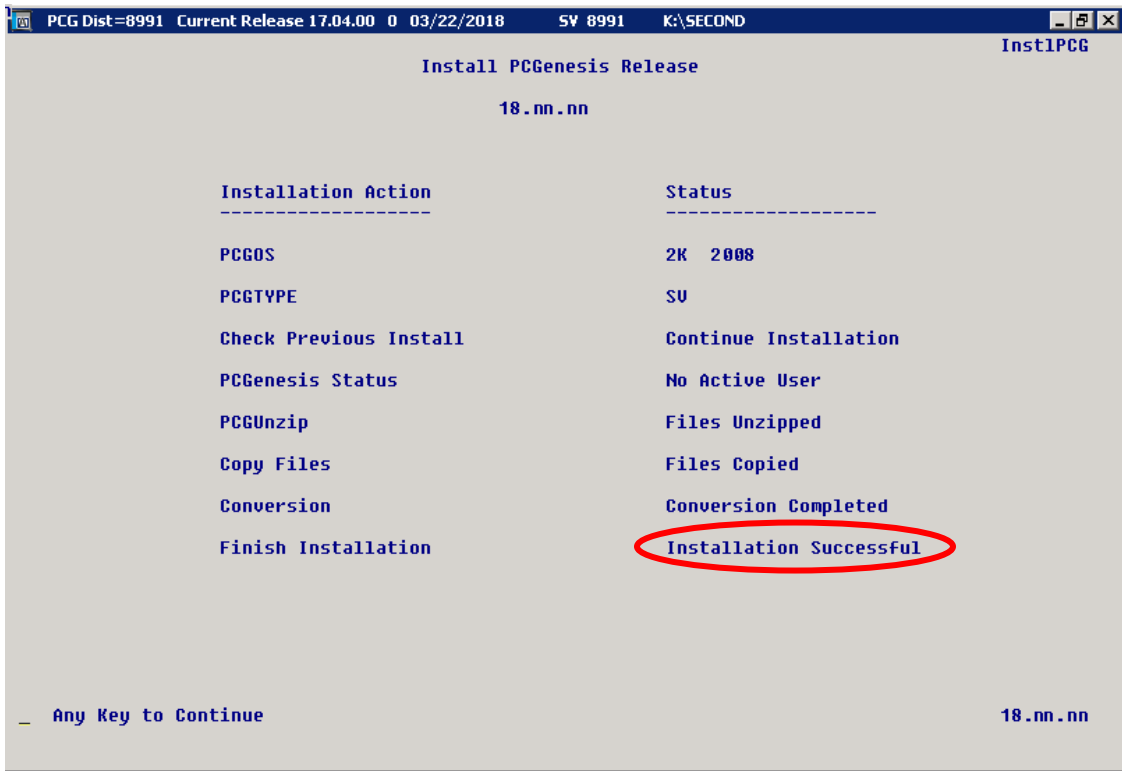 PCG Dist=8991 Current Release 17.04.00 0 03/22/2018 SV 8991 K:\SECOND
InstlPCG
Install PCGenesis Release
18.nn.nn
Installation Action Status
------------------- -------------------
PCGOS 2K 2008
PCGTYPE SV
Check Previous Install Continue Installation
PCGenesis Status No Active User
PCGUnzip Files Unzipped
Copy Files Files Copied
Conversion Conversion Completed
Finish Installation Installation Successful
_ Any Key to Continue 18.nn.nn